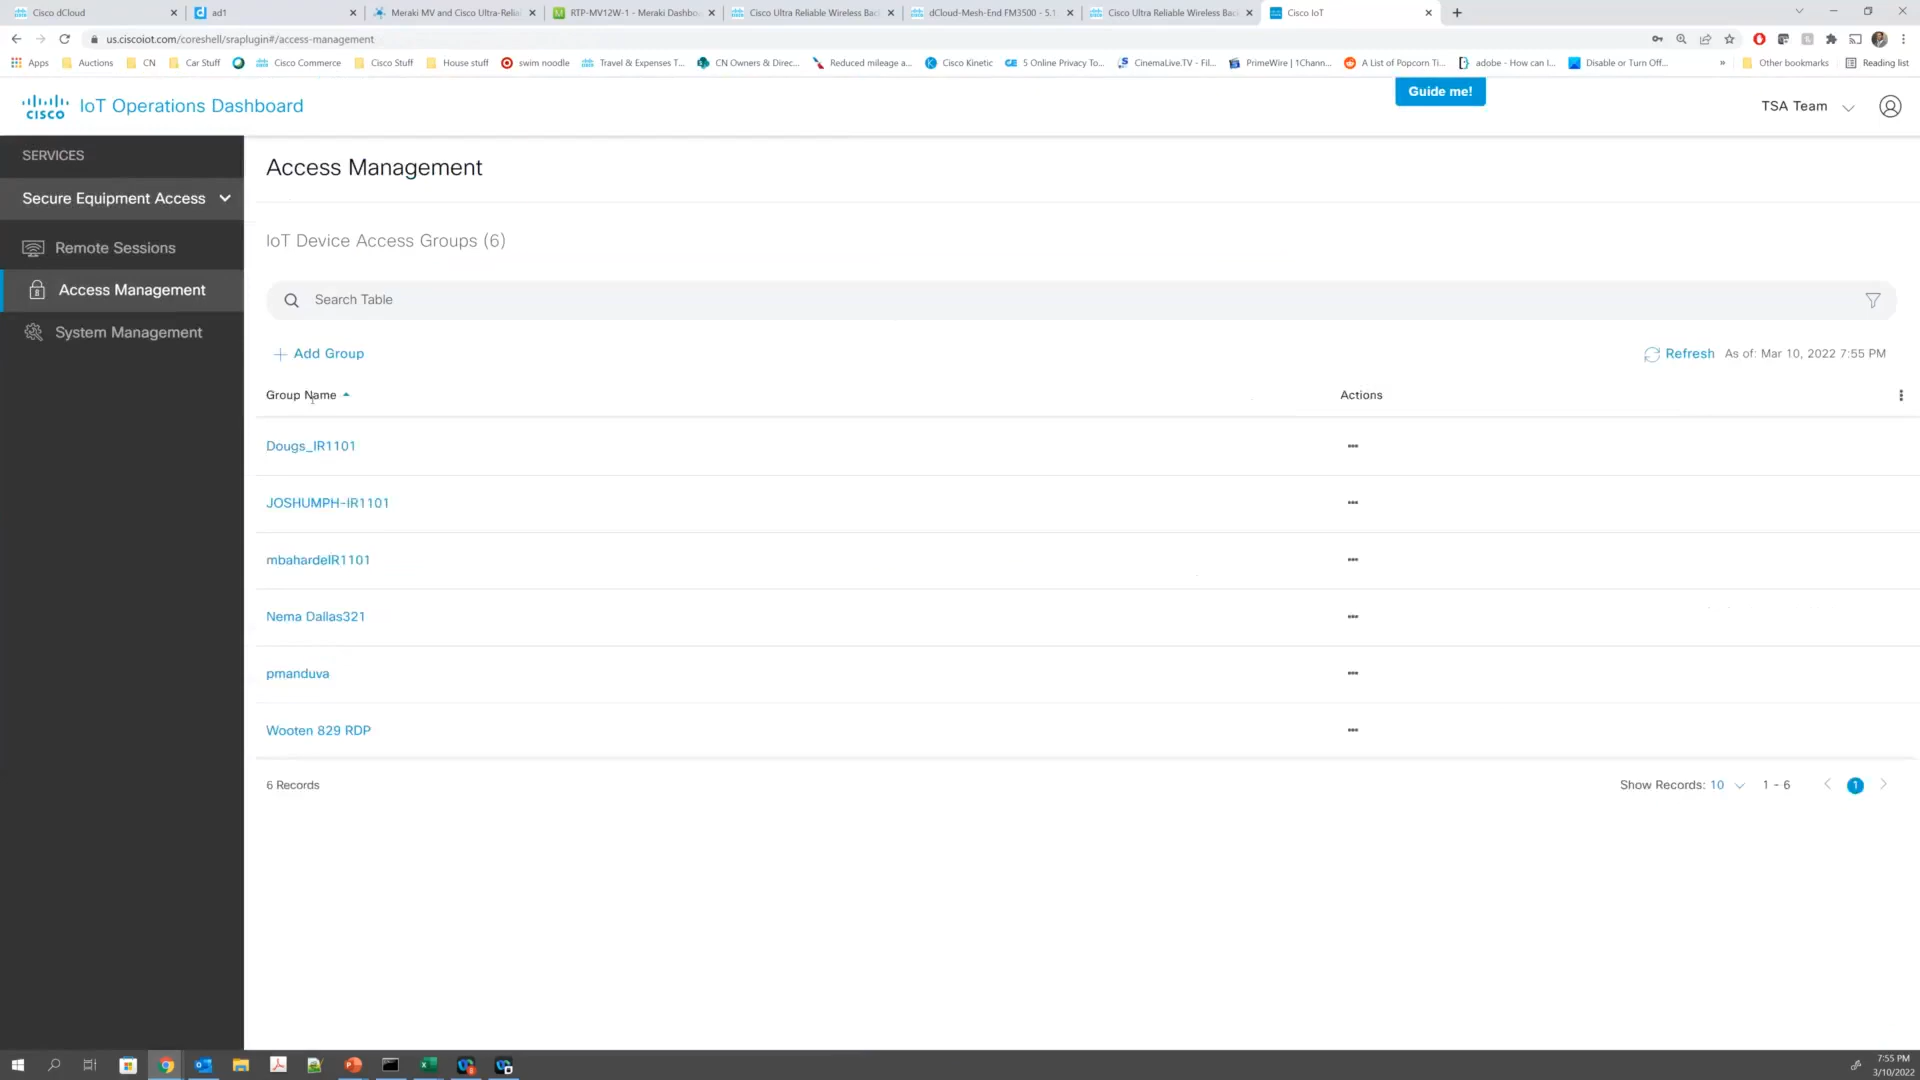 Cisco dCloud
ad1
Meraki MV and Cisco Ultra-Relia
RTP-MV12W-1 - Meraki Dashbo
Cisco Ultra Reliable Wireless Bac
dCloud-Mesh-End FM3500 - 5.1
Cisco Ultra Reliable Wireless Bac
Cisco IoT
us.ciscoiot.com/coreshell/sraplugin#/access-management
Apps
Auctions
CN
Car Stuff
Cisco Commerce
Cisco Stuff
House stuff
swim noodle
Travel & Expenses T...
CN Owners & Direc...
Reduced mileage a...
Cisco Kinetic
5 Online Privacy To...
CinemaLive.TV - Fil...
PrimeWire | 1Chann...
A List of Popcorn Ti...
adobe - How can I...
Disable or Turn Off...
»
Other bookmarks
Reading list
cisco
IoT Operations Dashboard
Guide me!
TSA Team
SERVICES
Secure Equipment Access
Remote Sessions
Access Management
System Management
Access Management
IoT Device Access Groups (6)
Search Table
Add Group
Refresh
As of: Mar 10, 2022 7:55 PM
Group Name
Actions
Dougs_IR1101
JOSHUMPH-IR1101
mbahardeIR1101
Nema Dallas321
pmanduva
Wooten 829 RDP
6 Records
Show Records: 10
1 - 6
1
7:55 PM
3/10/2022